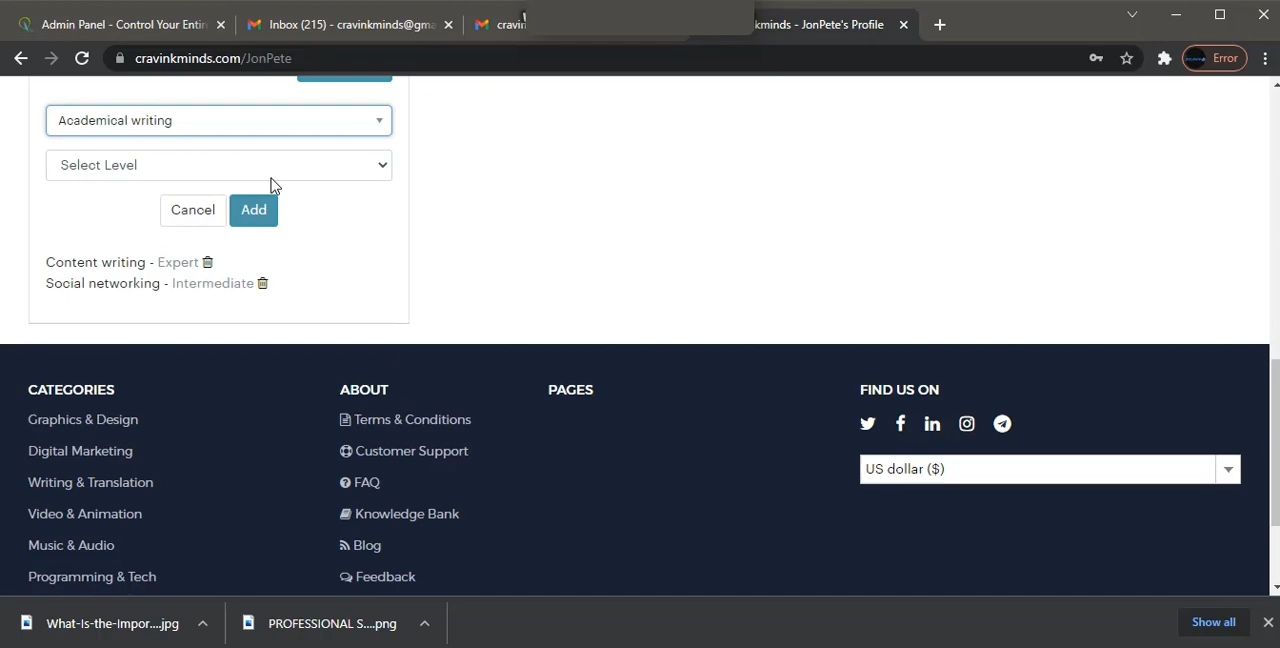 Admin Panel - Control Your Entir
Inbox (215) - cravinkminds@gma
cravin
kminds - JonPete's Profile
cravinkminds.com/JonPete
Error
Academical writing
Select Level
Cancel
Add
Content writing - Expert
Social networking - Intermediate
CATEGORIES
Graphics & Design
Digital Marketing
Writing & Translation
Video & Animation
Music & Audio
Programming & Tech
ABOUT
Terms & Conditions
Customer Support
FAQ
Knowledge Bank
Blog
Feedback
PAGES
FIND US ON
US dollar ($)
What-Is-the-Impor....jpg
PROFESSIONAL S....png
Show all